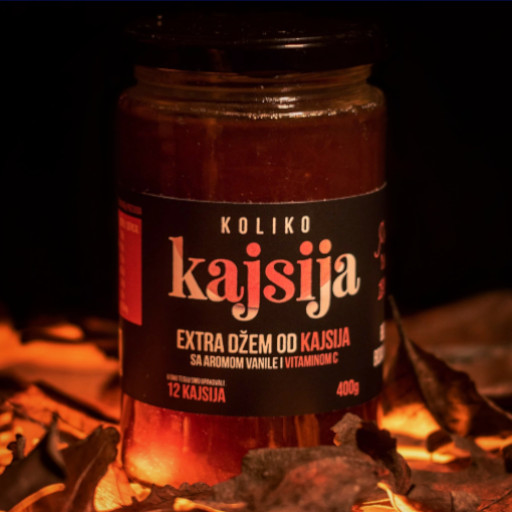 KOLIKO
kajsija
EXTRA DŽEM OD KAJSIJA
SA AROMOM VANILE I VITAMINOM C
12 KAJSIJA
400g